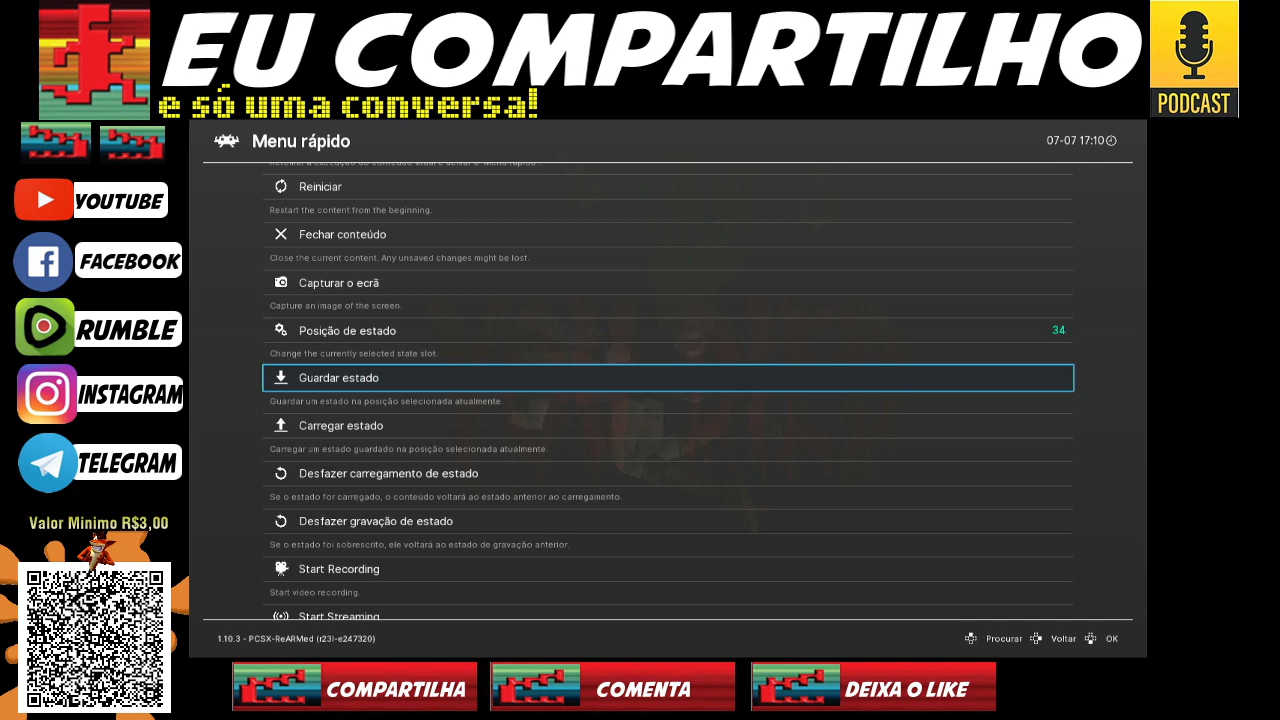 EU COMPARTILHO
e só uma conversa!
PODCAST
Menu rápido
07-07 17:10
Reiniciar
Restart the content from the beginning.
Fechar conteúdo
Close the current content. Any unsaved changes might be lost.
Capturar o ecrã
Capture an image of the screen.
Posição de estado
34
Change the currently selected state slot.
Guardar estado
Guardar um estado na posição selecionada atualmente.
Carregar estado
Carregar um estado guardado na posição selecionada atualmente.
Desfazer carregamento de estado
Se o estado for carregado, o conteúdo voltará ao estado anterior ao carregamento.
Desfazer gravação de estado
Se o estado foi sobrescrito, ele voltará ao estado de gravação anterior.
Start Recording
Start video recording.
Start Streaming
1.10.3 - PCSX-ReARMed (r23l-e247320)
Procurar
Voltar
OK
YOUTUBE
FACEBOOK
RUMBLE
INSTAGRAM
TELEGRAM
Valor Minimo R$3,00
COMPARTILHA
COMENTA
DEIXA O LIKE